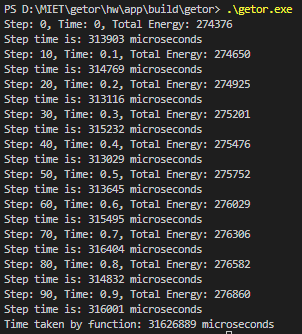 PS D:\MIET\getor\hw\app\build\getor> .\getor.exe
Step: 0, Time: 0, Total Energy: 274376
Step time is: 313903 microseconds
Step: 10, Time: 0.1, Total Energy: 274650
Step time is: 314769 microseconds
Step: 20, Time: 0.2, Total Energy: 274925
Step time is: 313116 microseconds
Step: 30, Time: 0.3, Total Energy: 275201
Step time is: 315232 microseconds
Step: 40, Time: 0.4, Total Energy: 275476
Step time is: 313029 microseconds
Step: 50, Time: 0.5, Total Energy: 275752
Step time is: 313645 microseconds
Step: 60, Time: 0.6, Total Energy: 276029
Step time is: 315495 microseconds
Step: 70, Time: 0.7, Total Energy: 276306
Step time is: 316404 microseconds
Step: 80, Time: 0.8, Total Energy: 276582
Step time is: 314832 microseconds
Step: 90, Time: 0.9, Total Energy: 276860
Step time is: 316001 microseconds
Time taken by function: 31626889 microseconds